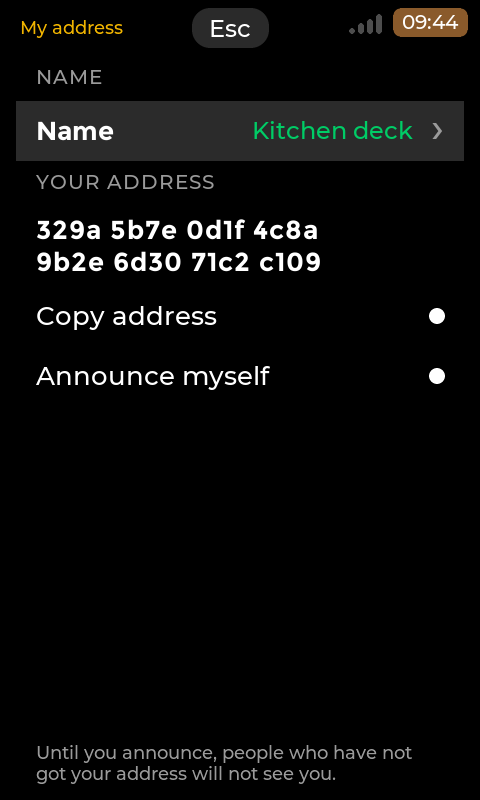 My address
Esc
09:44
NAME
Name
Kitchen deck
YOUR ADDRESS
329a 5b7e 0d1f 4c8a
9b2e 6d30 71c2 c109
Copy address
Announce myself
Until you announce, people who have not
got your address will not see you.